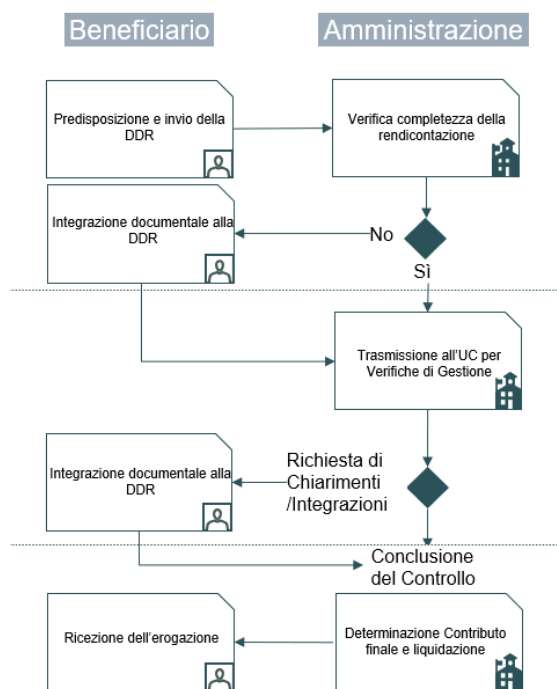 Beneficiario
Amministrazione
Predisposizione e invio della
DDR
Verifica completezza della
rendicontazione
Integrazione documentale alla
DDR
No
Sì
Trasmissione all'UC per
Verifiche di Gestione
Integrazione documentale alla
DDR
Richiesta di
Chiarimenti
/Integrazioni
Conclusione
del Controllo
Ricezione dell'erogazione
Determinazione Contributo
finale e liquidazione